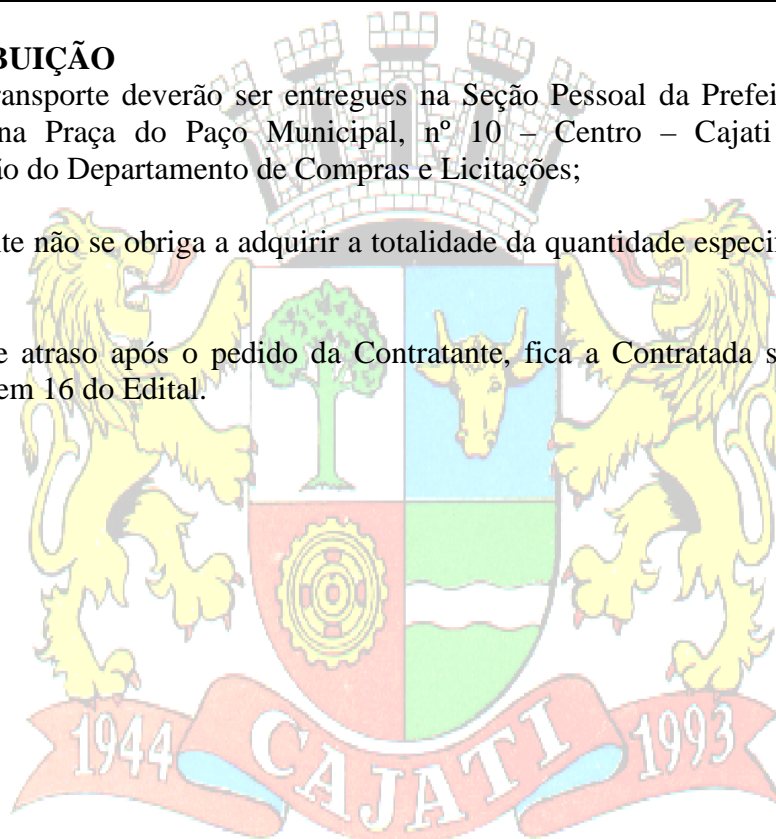 BUIÇÃO
ransporte deverão ser entregues na Seção Pessoal da Prefei
na Praça do Paço Municipal, nº 10 – Centro – Cajati
ão do Departamento de Compras e Licitações;
te não se obriga a adquirir a totalidade da quantidade especi
e atraso após o pedido da Contratante, fica a Contratada s
em 16 do Edital.
1944 CAJATI 1993